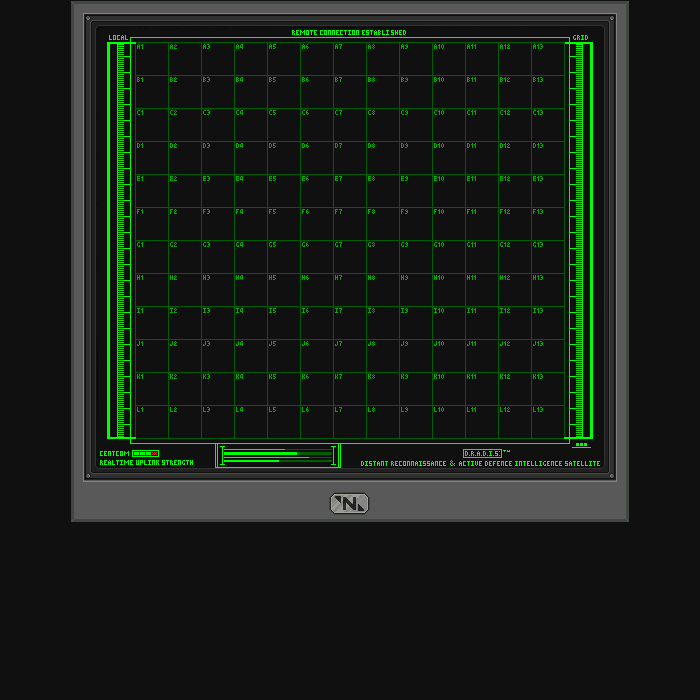 REMOTE CONNECTION ESTABLISHED
LOCAL
GRID
A1 A2 A3 A4 A5 A6 A7 A8 A9 A10 A11 A12 A13
B1 B2 B3 B4 B5 B6 B7 B8 B9 B10 B11 B12 B13
C1 C2 C3 C4 C5 C6 C7 C8 C9 C10 C11 C12 C13
D1 D2 D3 D4 D5 D6 D7 D8 D9 D10 D11 D12 D13
E1 E2 E3 E4 E5 E6 E7 E8 E9 E10 E11 E12 E13
F1 F2 F3 F4 F5 F6 F7 F8 F9 F10 F11 F12 F13
G1 G2 G3 G4 G5 G6 G7 G8 G9 G10 G11 G12 G13
H1 H2 H3 H4 H5 H6 H7 H8 H9 H10 H11 H12 H13
I1 I2 I3 I4 I5 I6 I7 I8 I9 I10 I11 I12 I13
J1 J2 J3 J4 J5 J6 J7 J8 J9 J10 J11 J12 J13
K1 K2 K3 K4 K5 K6 K7 K8 K9 K10 K11 K12 K13
L1 L2 L3 L4 L5 L6 L7 L8 L9 L10 L11 L12 L13
CENTCOM
REALTIME UPLINK STRENGTH
D.R.A.D.I.S.™
DISTANT RECONNAISSANCE & ACTIVE DEFENCE INTELLIGENCE SATELLITE
N